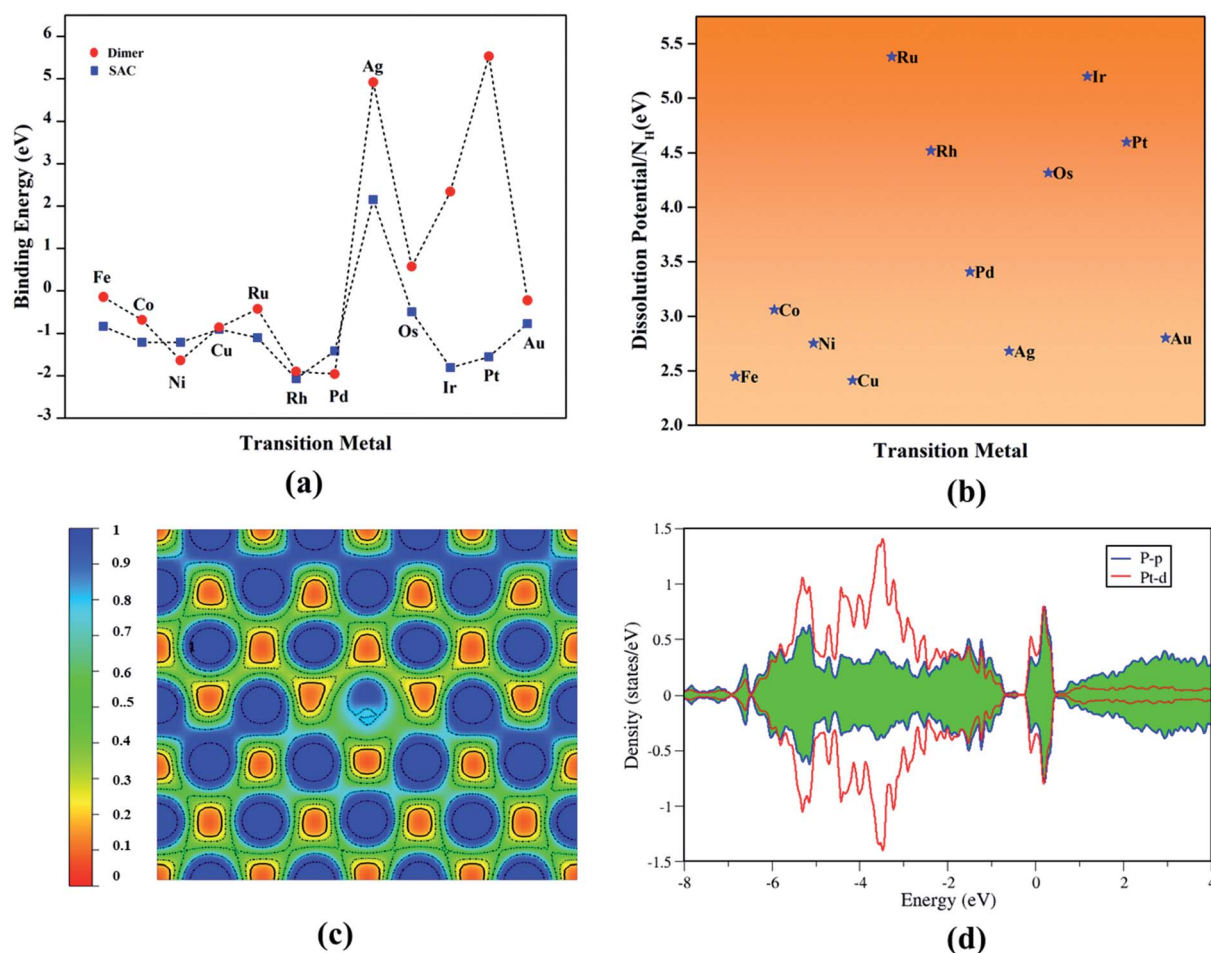 6
5
4
3
2
1
0
-1
-2
-3
Binding Energy (eV)
Dimer
SAC
Fe
Co
Ni
Cu
Ru
Rh
Pd
Ag
Os
Ir
Pt
Au
Transition Metal
(a)
5.5
5.0
4.5
4.0
3.5
3.0
2.5
2.0
Dissolution Potential/N_H(eV)
Fe
Co
Ni
Cu
Ru
Rh
Pd
Ag
Os
Ir
Pt
Au
Transition Metal
(b)
1
0.9
0.8
0.7
0.6
0.5
0.4
0.3
0.2
0.1
0
(c)
1.5
1
0.5
0
-0.5
-1
-1.5
Density (states/eV)
P-p
Pt-d
-8 -6 -4 -2 0 2 4
Energy (eV)
(d)